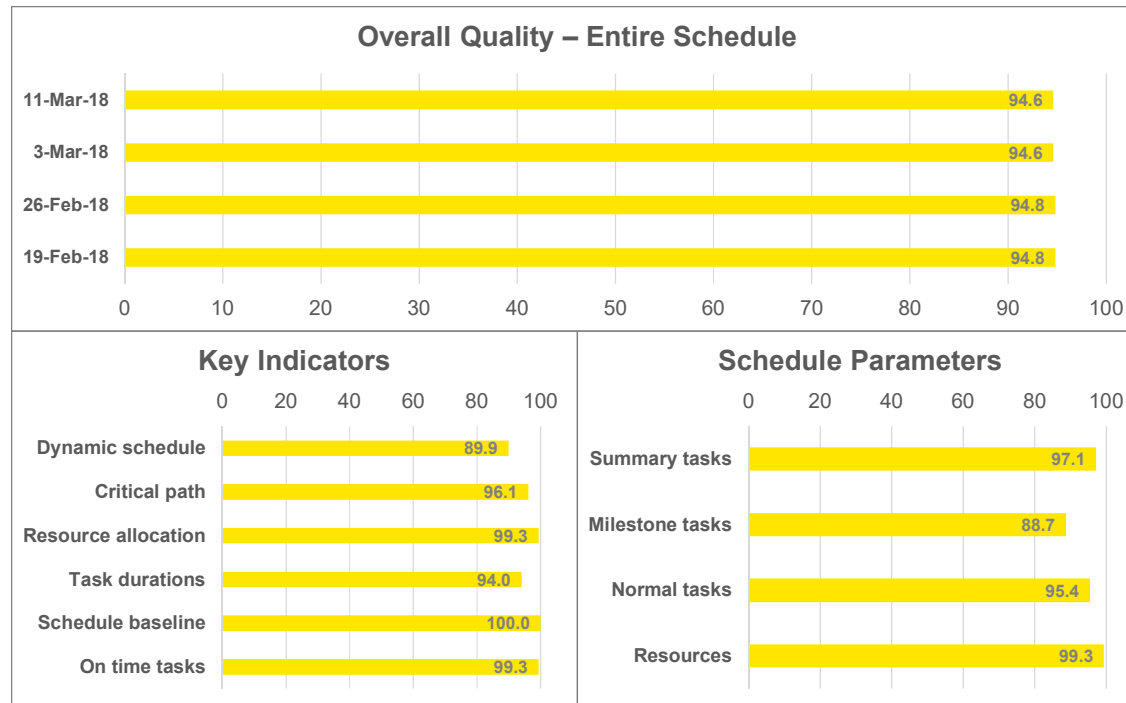 Overall Quality – Entire Schedule
11-Mar-18 94.6
3-Mar-18 94.6
26-Feb-18 94.8
19-Feb-18 94.8
0 10 20 30 40 50 60 70 80 90 100
Key Indicators
0 20 40 60 80 100
Dynamic schedule 89.9
Critical path 96.1
Resource allocation 99.3
Task durations 94.0
Schedule baseline 100.0
On time tasks 99.3
Schedule Parameters
0 20 40 60 80 100
Summary tasks 97.1
Milestone tasks 88.7
Normal tasks 95.4
Resources 99.3